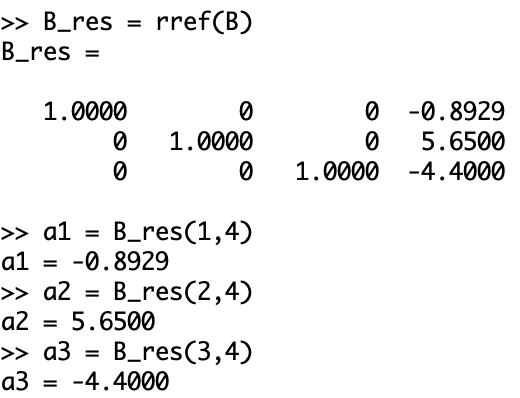 >> B_res = rref(B)
B_res =
1.0000 0 0 -0.8929
0 1.0000 0 5.6500
0 0 1.0000 -4.4000
>> a1 = B_res(1,4)
a1 = -0.8929
>> a2 = B_res(2,4)
a2 = 5.6500
>> a3 = B_res(3,4)
a3 = -4.4000